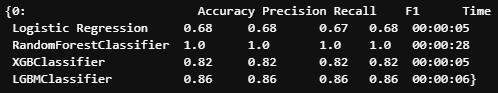 {0:                     Accuracy Precision Recall    F1      Time
 Logistic Regression     0.68    0.68      0.67   0.68  00:00:05
 RandomForestClassifier  1.0     1.0       1.0    1.0   00:00:28
 XGBClassifier           0.82    0.82      0.82   0.82  00:00:05
 LGBMClassifier          0.86    0.86      0.86   0.86  00:00:06}